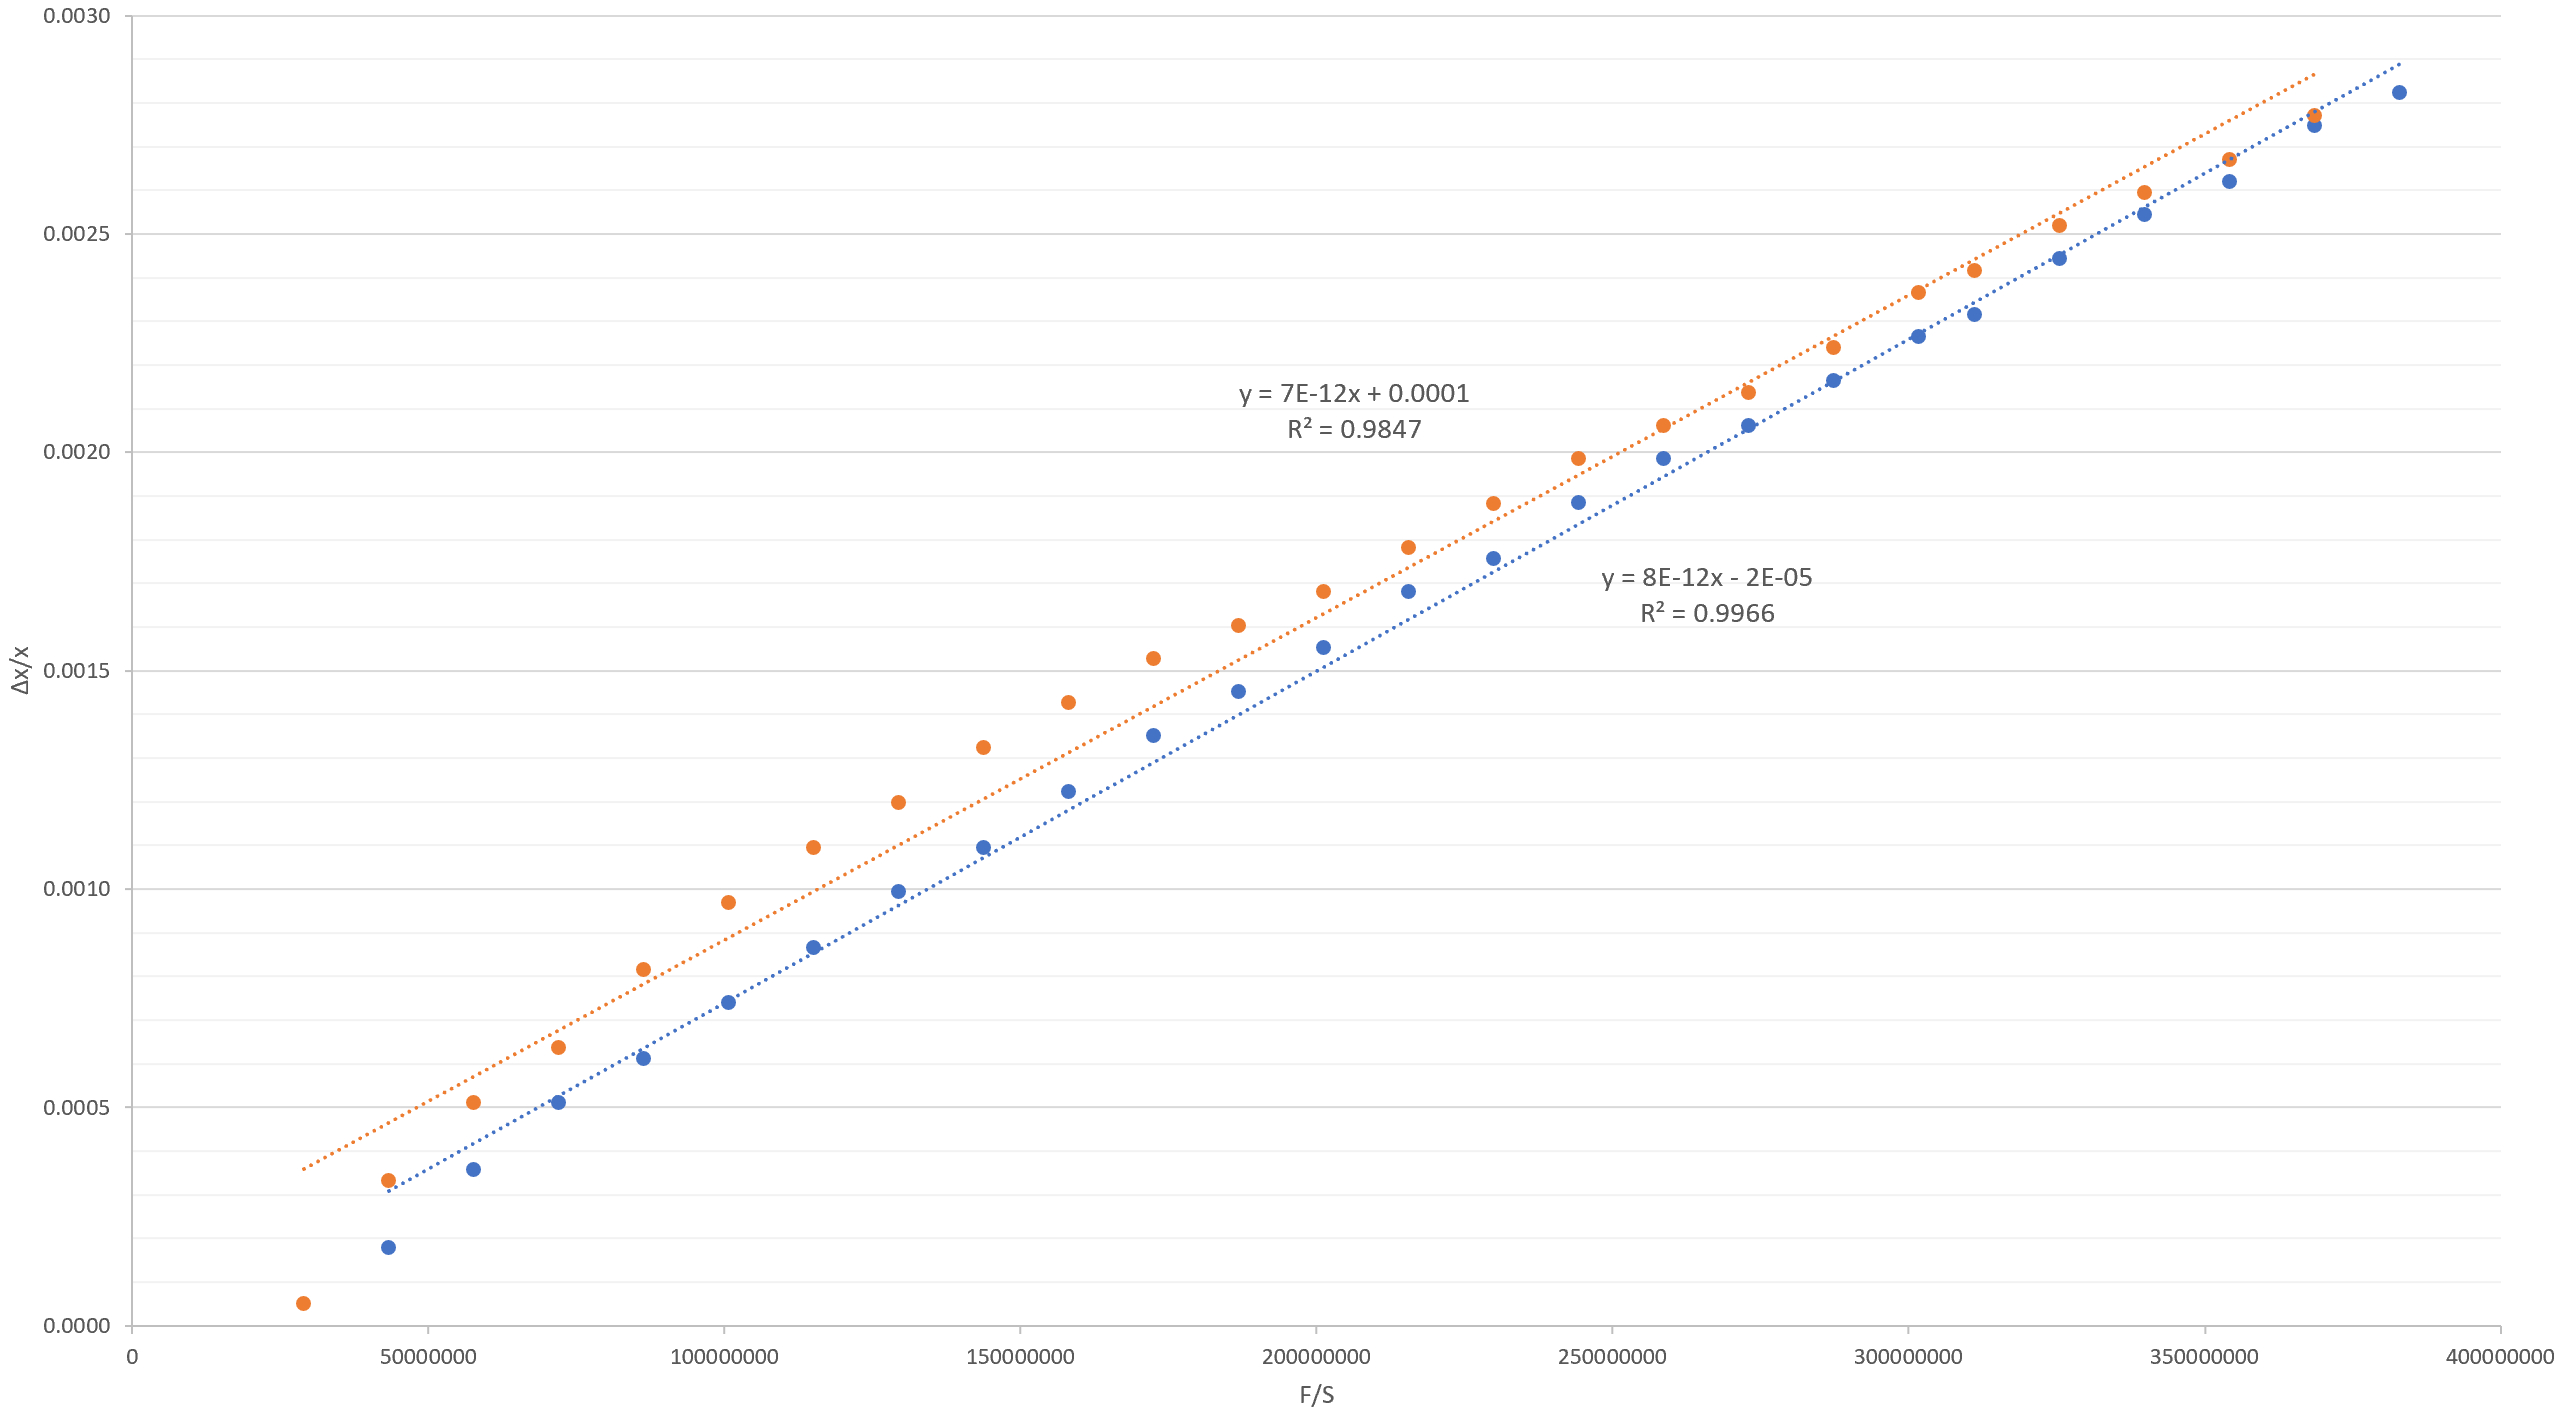 0.0030
0.0025
0.0020
0.0015
0.0010
0.0005
0.0000
Δx/x
y = 7E-12x + 0.0001
R² = 0.9847
y = 8E-12x - 2E-05
R² = 0.9966
0 50000000 100000000 150000000 200000000 250000000 300000000 350000000 400000000
F/S